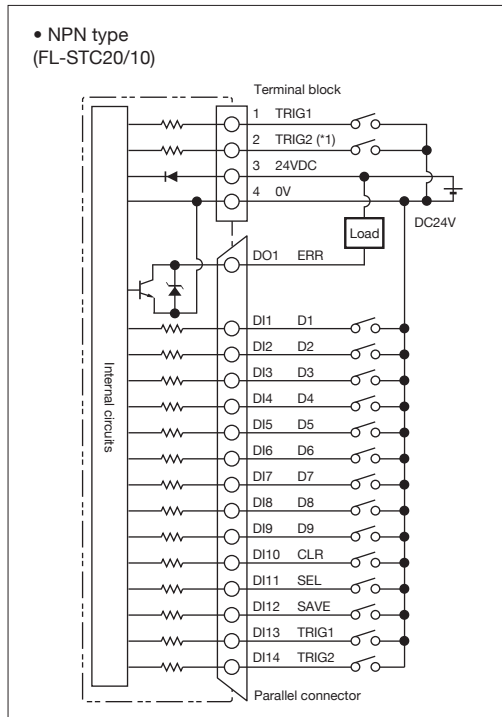 • NPN type
(FL-STC20/10)
Terminal block
1 TRIG1
2 TRIG2 (*1)
3 24VDC
4 0V
DC24V
Load
DO1 ERR
DI1 D1
DI2 D2
DI3 D3
DI4 D4
DI5 D5
DI6 D6
DI7 D7
DI8 D8
DI9 D9
DI10 CLR
DI11 SEL
DI12 SAVE
DI13 TRIG1
DI14 TRIG2
Internal circuits
Parallel connector